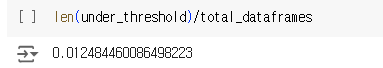 [ ] len(under_threshold)/total_dataframes
0.012484460086498223